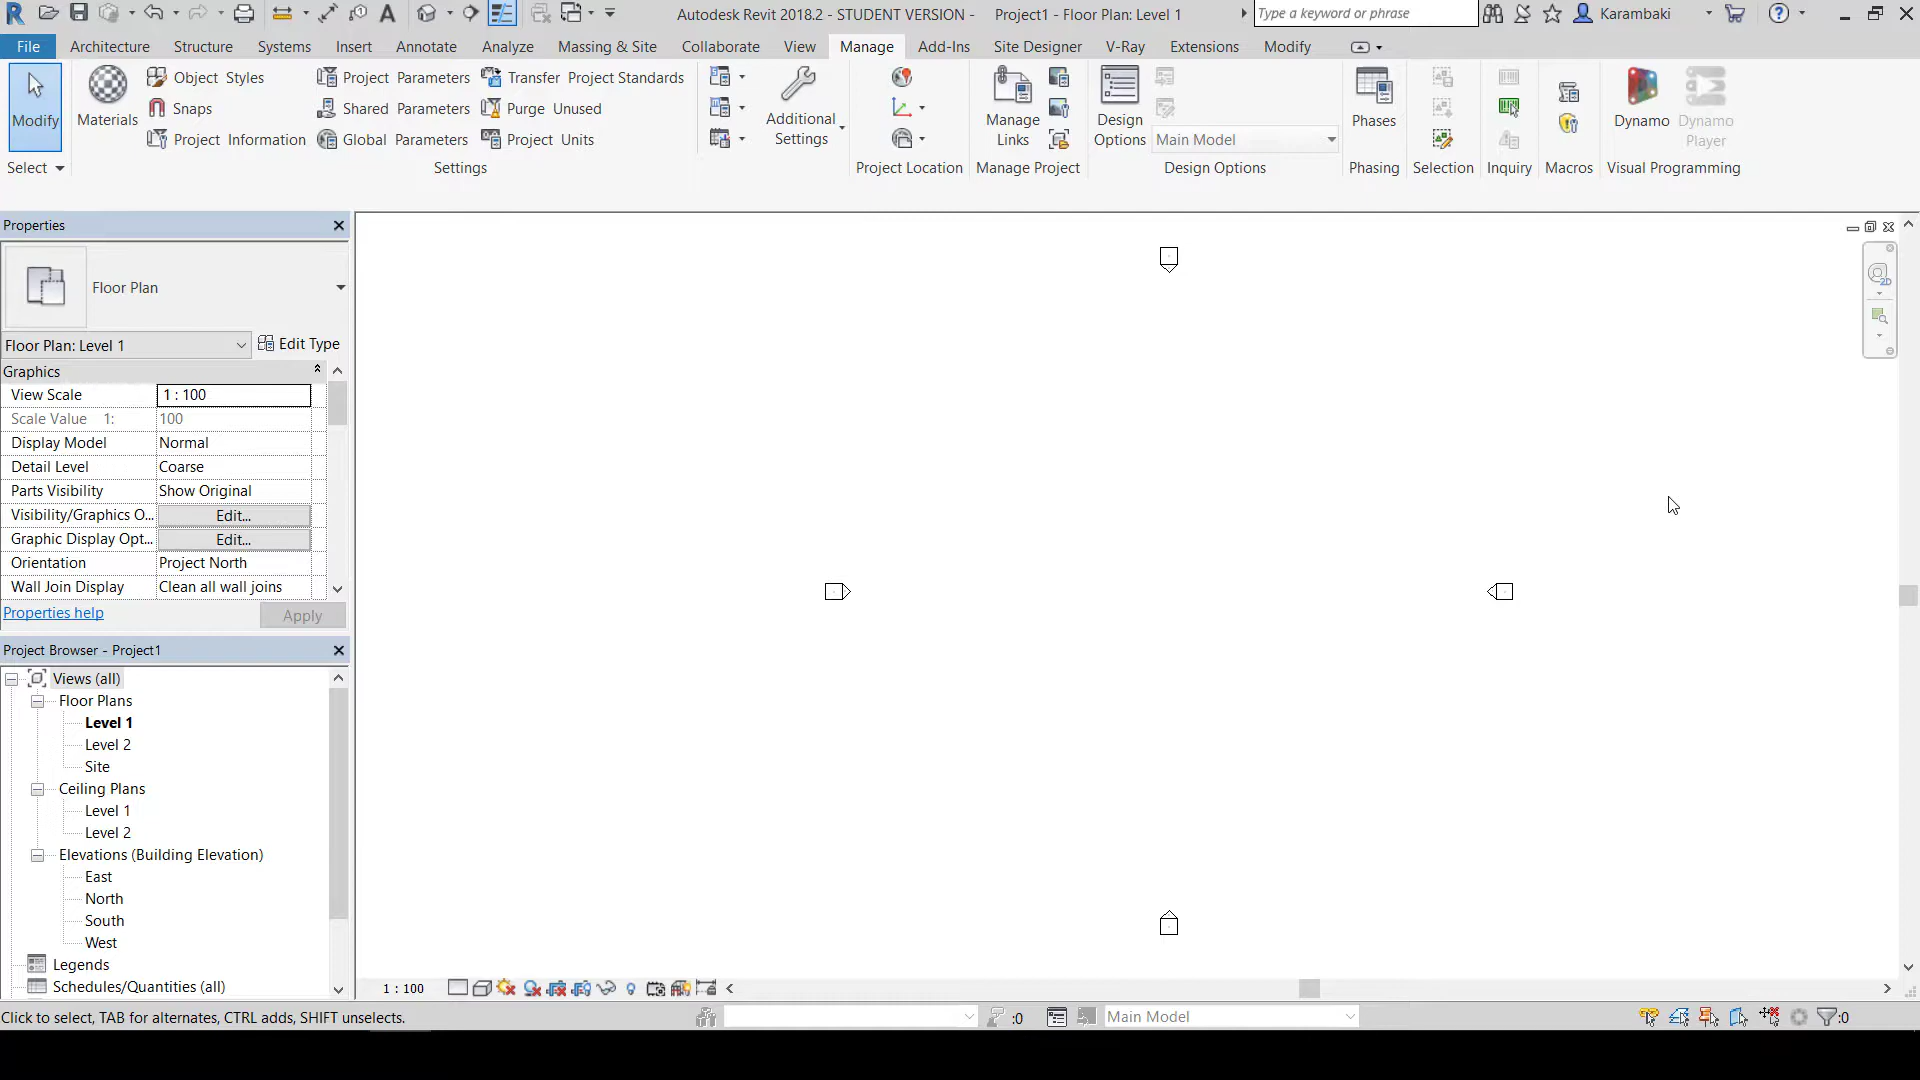 Autodesk Revit 2018.2 - STUDENT VERSION - Project1 - Floor Plan: Level 1
Type a keyword or phrase
Karambaki
File Architecture Structure Systems Insert Annotate Analyze Massing & Site Collaborate View Manage Add-Ins Site Designer V-Ray Extensions Modify
Modify
Select
Materials
Object Styles
Snaps
Project Information
Project Parameters
Shared Parameters
Global Parameters
Transfer Project Standards
Purge Unused
Project Units
Settings
Additional
Settings
Project Location
Manage
Links
Manage Project
Design
Options
Main Model
Design Options
Phases
Phasing
Selection
Inquiry
Macros
Dynamo
Dynamo
Player
Visual Programming
Properties
Floor Plan
Floor Plan: Level 1
Edit Type
Graphics
View Scale 1 : 100
Scale Value 1: 100
Display Model Normal
Detail Level Coarse
Parts Visibility Show Original
Visibility/Graphics O... Edit...
Graphic Display Opt... Edit...
Orientation Project North
Wall Join Display Clean all wall joins
Properties help
Apply
Project Browser - Project1
Views (all)
Floor Plans
Level 1
Level 2
Site
Ceiling Plans
Level 1
Level 2
Elevations (Building Elevation)
East
North
South
West
Legends
Schedules/Quantities (all)
2D
1 : 100
Click to select, TAB for alternates, CTRL adds, SHIFT unselects.
:0
Main Model
:0